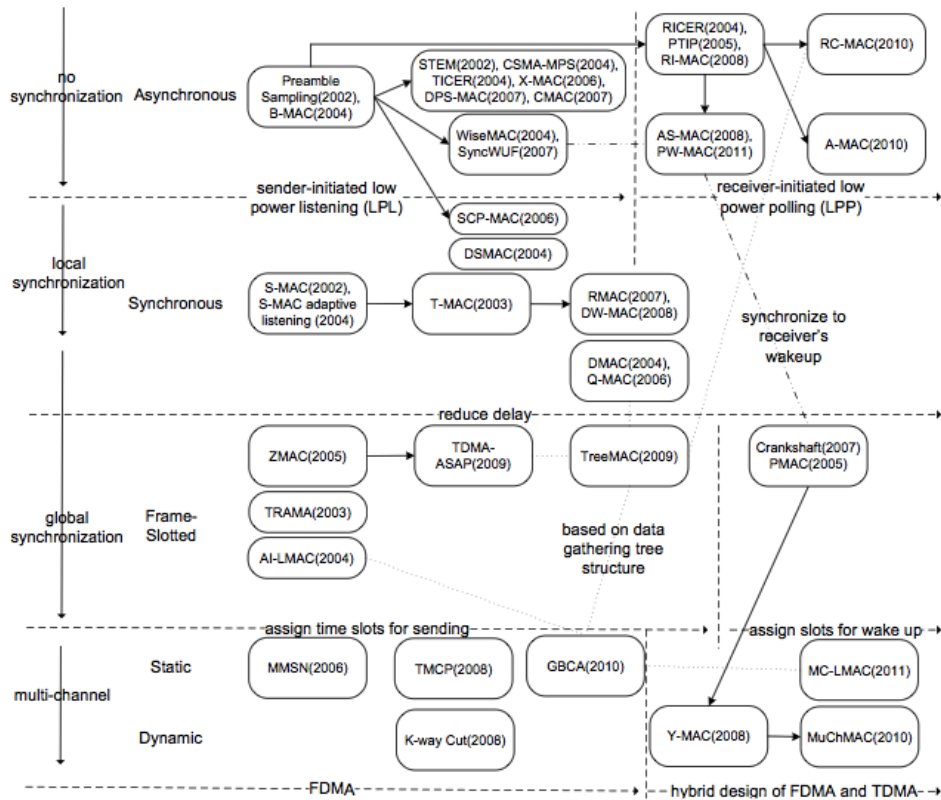 no
synchronization
Asynchronous
Preamble
Sampling(2002),
B-MAC(2004)
STEM(2002), CSMA-MPS(2004),
TICER(2004), X-MAC(2006),
DPS-MAC(2007), CMAC(2007)
RICER(2004),
PTIP(2005),
RI-MAC(2008)
RC-MAC(2010)
WiseMAC(2004),
SyncWUF(2007)
AS-MAC(2008),
PW-MAC(2011)
A-MAC(2010)
sender-initiated low
power listening (LPL)
receiver-initiated low
power polling (LPP)
SCP-MAC(2006)
DSMAC(2004)
local
synchronization
Synchronous
S-MAC(2002),
S-MAC adaptive
listening (2004)
T-MAC(2003)
RMAC(2007),
DW-MAC(2008)
synchronize to
receiver's
wakeup
DMAC(2004),
Q-MAC(2006)
reduce delay
ZMAC(2005)
TDMA-
ASAP(2009)
TreeMAC(2009)
Crankshaft(2007)
PMAC(2005)
global
synchronization
Frame-
Slotted
TRAMA(2003)
AI-LMAC(2004)
based on data
gathering tree
structure
assign time slots for sending
assign slots for wake up
multi-channel
Static
MMSN(2006)
TMCP(2008)
GBCA(2010)
MC-LMAC(2011)
Dynamic
K-way Cut(2008)
Y-MAC(2008)
MuChMAC(2010)
FDMA
hybrid design of FDMA and TDMA